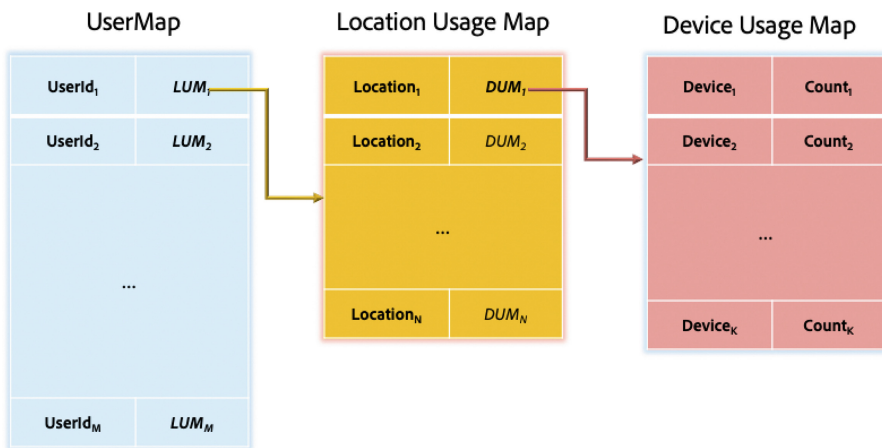 UserMap
UserId₁ LUM₁
UserId₂ LUM₂
...
UserIdM LUMM
Location Usage Map
Location₁ DUM₁
Location₂ DUM₂
...
LocationN DUMN
Device Usage Map
Device₁ Count₁
Device₂ Count₂
...
DeviceK CountK